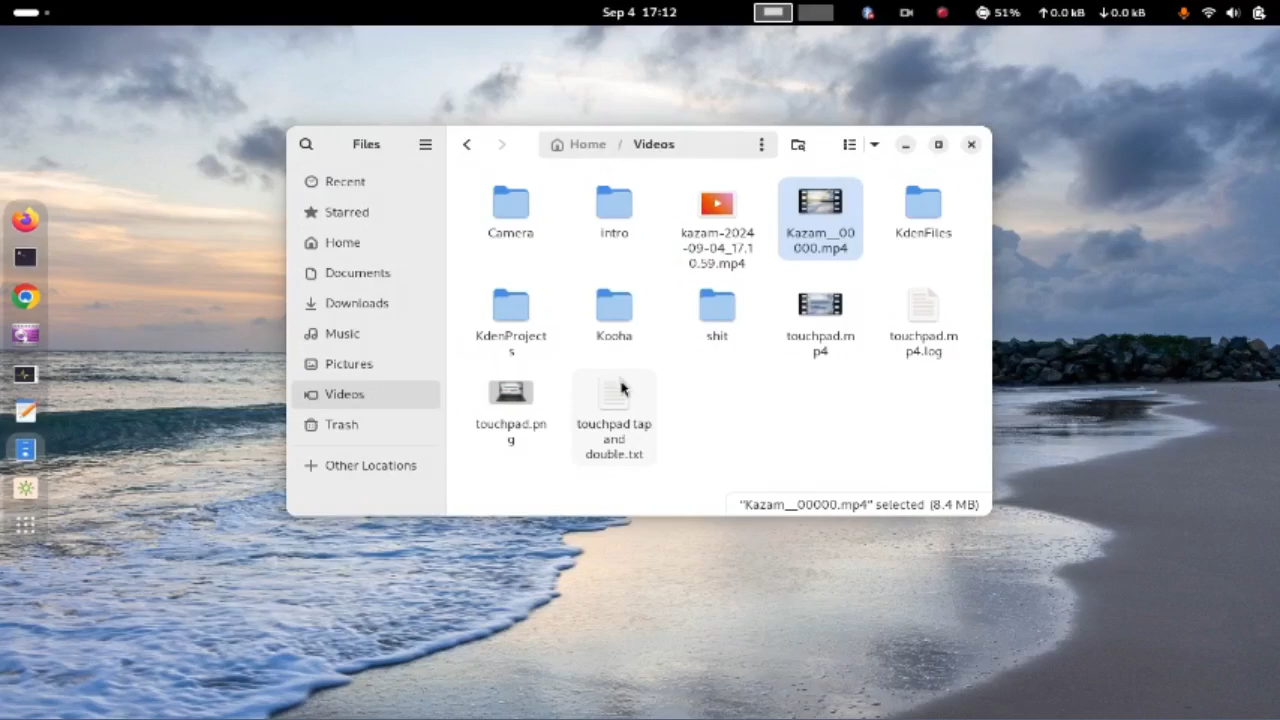 Sep 4 17:12
51%
0.0 kB
0.0 kB
Files
Home / Videos
Recent
Starred
Home
Documents
Downloads
Music
Pictures
Videos
Trash
Other Locations
Camera
intro
kazam-2024
-09-04_17.1
0.59.mp4
Kazam__00
000.mp4
KdenFiles
KdenProject
s
Kooha
shit
touchpad.m
p4
touchpad.m
p4.log
touchpad.pn
g
touchpad tap
and
double.txt
"Kazam__00000.mp4" selected (8.4 MB)